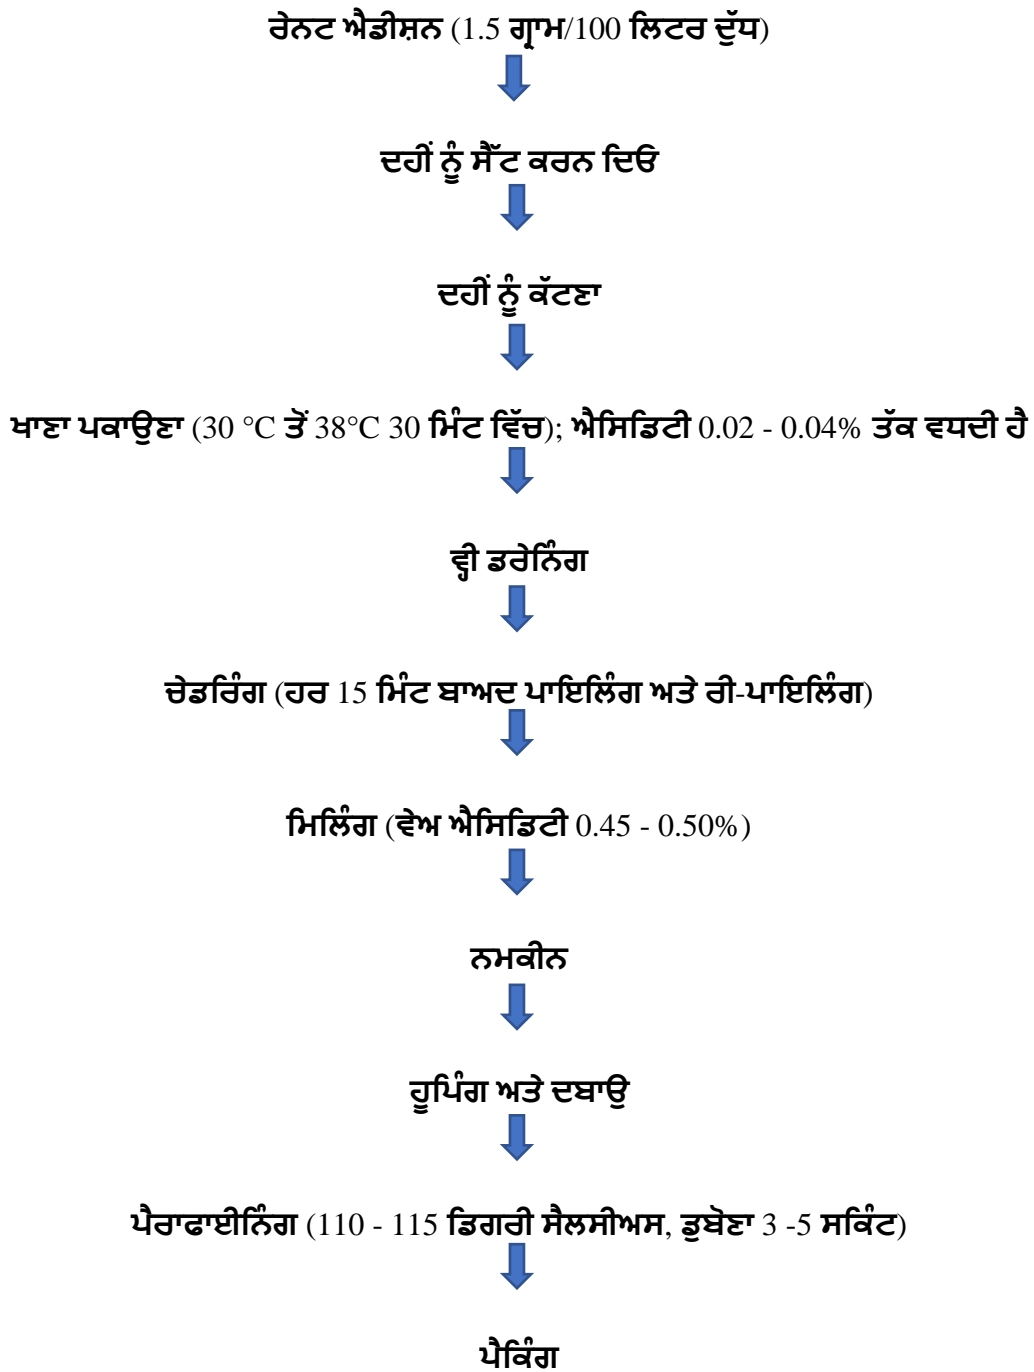 ਰੇਨਟ ਐਡੀਸ਼ਨ (1.5 ਗ੍ਰਾਮ/100 ਲਿਟਰ ਦੁੱਧ)
ਦਹੀਂ ਨੂੰ ਸੈੱਟ ਕਰਨ ਦਿਓ
ਦਹੀਂ ਨੂੰ ਕੱਟਣਾ
ਖਾਣਾ ਪਕਾਉਣਾ (30 °C ਤੋਂ 38°C 30 ਮਿੰਟ ਵਿੱਚ); ਐਸਿਡਿਟੀ 0.02 - 0.04% ਤੱਕ ਵਧਦੀ ਹੈ
ਵ੍ਹੀ ਡਰੇਨਿੰਗ
ਚੇਡਰਿੰਗ (ਹਰ 15 ਮਿੰਟ ਬਾਅਦ ਪਾਇਲਿੰਗ ਅਤੇ ਰੀ-ਪਾਇਲਿੰਗ)
ਮਿਲਿੰਗ (ਵੇਅ ਐਸਿਡਿਟੀ 0.45 - 0.50%)
ਨਮਕੀਨ
ਹੂਪਿੰਗ ਅਤੇ ਦਬਾਉ
ਪੈਰਾਫਾਈਨਿੰਗ (110 - 115 ਡਿਗਰੀ ਸੈਲਸੀਅਸ, ਡੁਬੋਣਾ 3 -5 ਸਕਿੰਟ)
ਪੈਕਿੰਗ